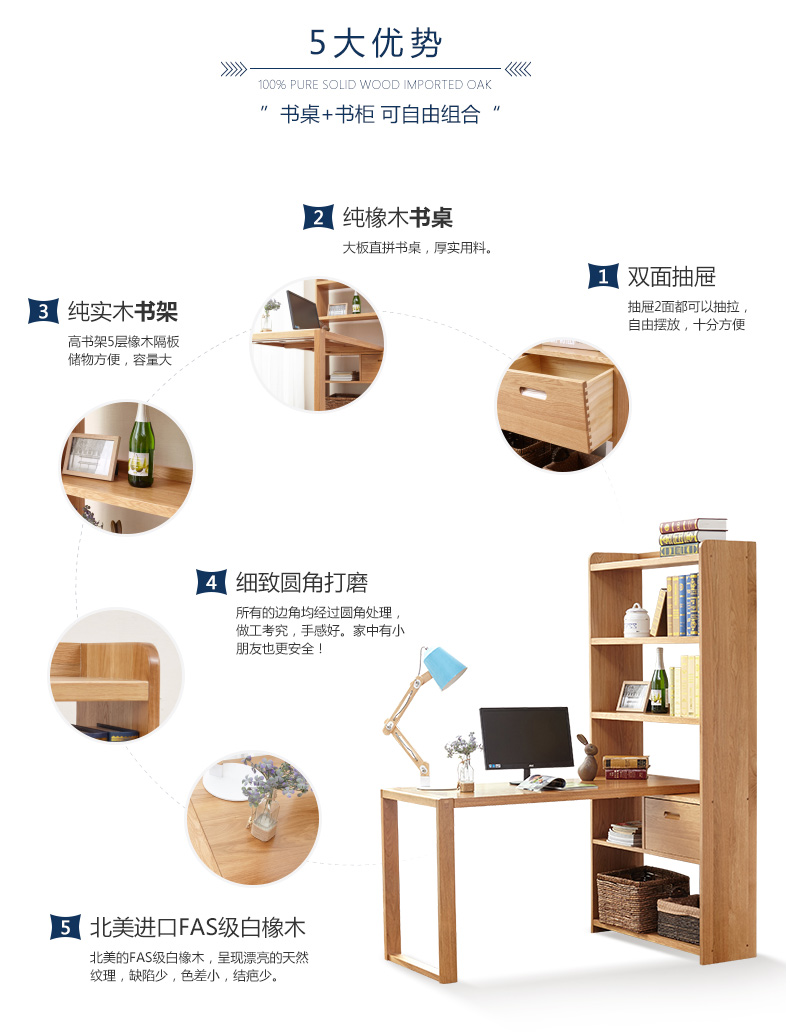 5大优势
100% PURE SOLID WOOD IMPORTED OAK
”书桌+书柜 可自由组合“
2 纯橡木书桌
大板直拼书桌，厚实用料。
1 双面抽屉
抽屉2面都可以抽拉，
自由摆放，十分方便
3 纯实木书架
高书架5层橡木隔板
储物方便，容量大
4 细致圆角打磨
所有的边角均经过圆角处理，
做工考究，手感好。家中有小
朋友也更安全！
5 北美进口FAS级白橡木
北美的FAS级白橡木，呈现漂亮的天然
纹理，缺陷少，色差小，结疤少。